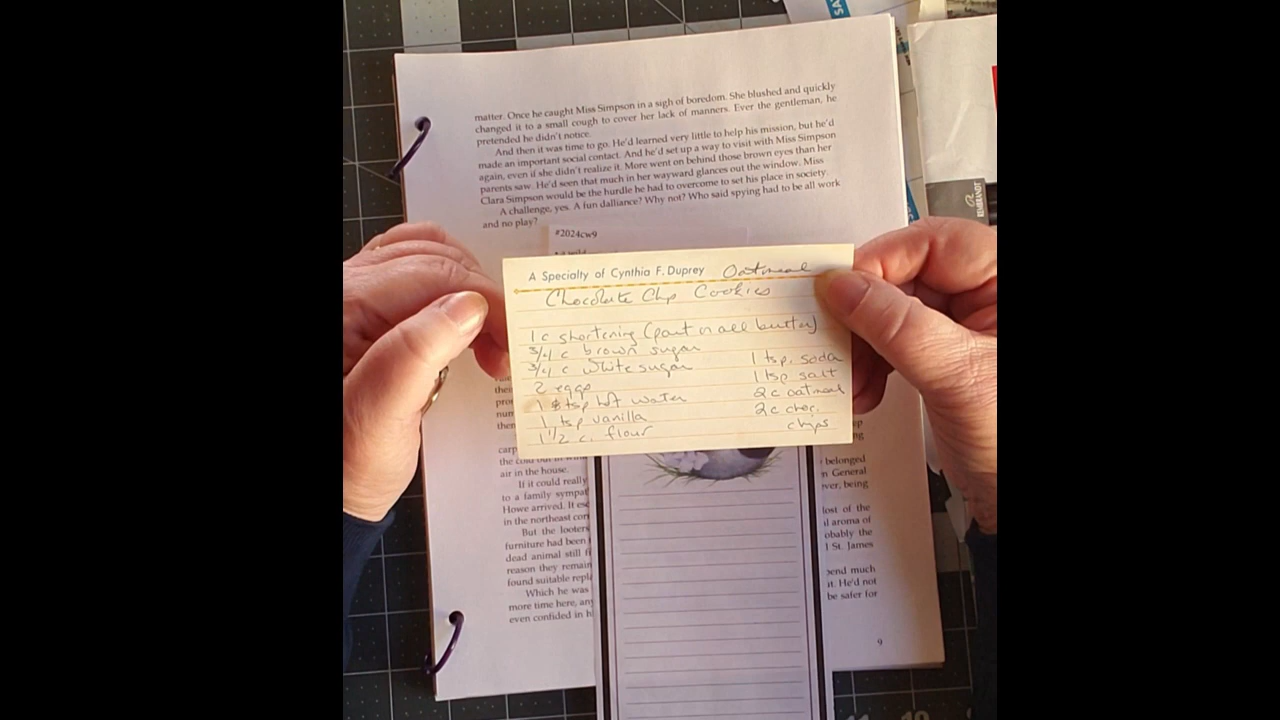 matter. Once he caught Miss Simpson in a sigh of boredom. She blushed and quickly
changed it to a small cough to cover her lack of manners. Ever the gentleman, he
pretended he didn't notice.
And then it was time to go. He'd learned very little to help his mission, but he'd
made an important social contact. And he'd set up a way to visit with Miss Simpson
again, even if she didn't realize it. More went on behind those brown eyes than her
parents saw. He'd seen that much in her wayward glances out the window. Miss
Clara Simpson would be the hurdle he had to overcome to set his place in society.
A challenge, yes. A fun dalliance? Why not? Who said spying had to be all work
and no play?
#2024cw9
A Specialty of Cynthia F. Duprey Oatmeal
Chocolate Chip Cookies
1 c shortening (part or all butter)
3/4 c brown sugar
3/4 c white sugar
2 eggs
1 tsp hot water
1 tsp vanilla
1 1/2 c. flour
1 tsp. soda
1 tsp salt
2 c oatmeal
2 c choc.
chips
carp
the
air in the house.
If it could really
to a family sympat
Howe arrived. It
in the northeast
But the looters
furniture had been
dead animal still
reason they remain
found suitable
Which he was
more time here,
even confided in
belonged
General
being
lost of the
aroma of
obably the
St. James
pend much
it. He'd not
be safer for
9
REMBRANDT
SA